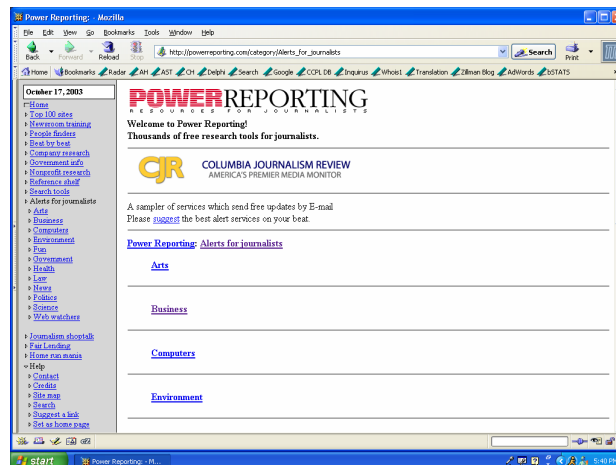 Power Reporting: - Mozilla
File Edit View Go Bookmarks Tools Window Help
Back Forward Reload Stop http://powerreporting.com/category/Alerts_for_journalists Search Print
Home Bookmarks Radar AH AST CH Delphi Search Google CCPL DB Inquirus Whois1 Translation Zillman Blog AdWords bSTATS
October 17, 2003
Home
Top 100 sites
Newsroom training
People finders
Beat by beat
Company research
Government info
Nonprofit research
Reference shelf
Search tools
Alerts for journalists
Arts
Business
Computers
Environment
Fun
Government
Health
Law
News
Politics
Science
Web watchers
Journalism shoptalk
Fair Lending
Home run mania
Help
Contact
Credits
Site map
Search
Suggest a link
Set as home page
POWERREPORTING
RESOURCES FOR JOURNALISTS
Welcome to Power Reporting!
Thousands of free research tools for journalists.
CJR COLUMBIA JOURNALISM REVIEW
AMERICA'S PREMIER MEDIA MONITOR
A sampler of services which send free updates by E-mail
Please suggest the best alert services on your beat.
Power Reporting: Alerts for journalists
Arts
Business
Computers
Environment
start Power Reporting: - M... 5:40 PM